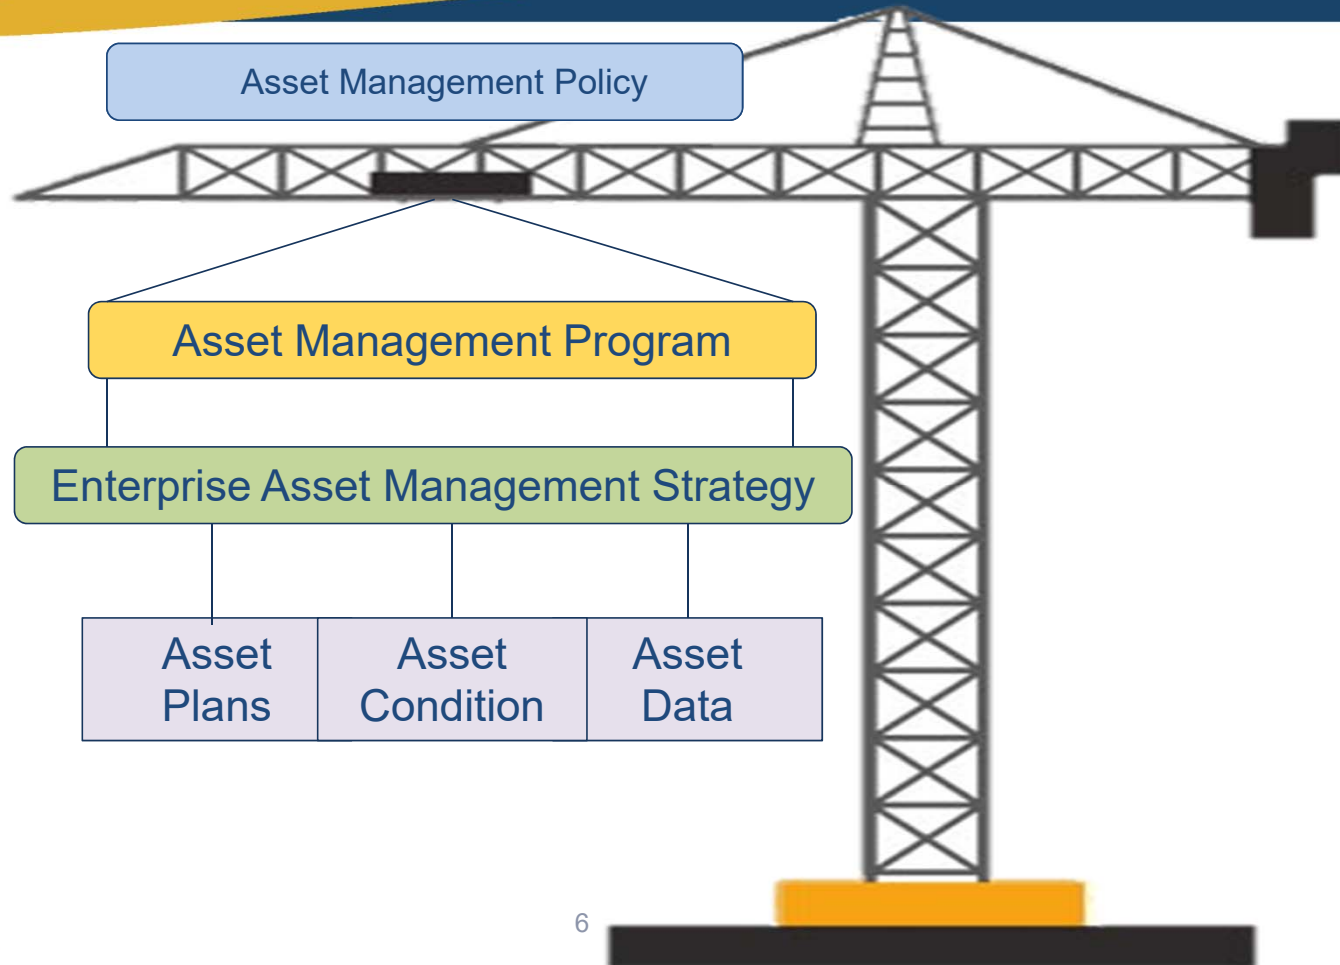 Asset Management Policy
Asset Management Program
Enterprise Asset Management Strategy
Asset
Plans
Asset
Condition
Asset
Data
6